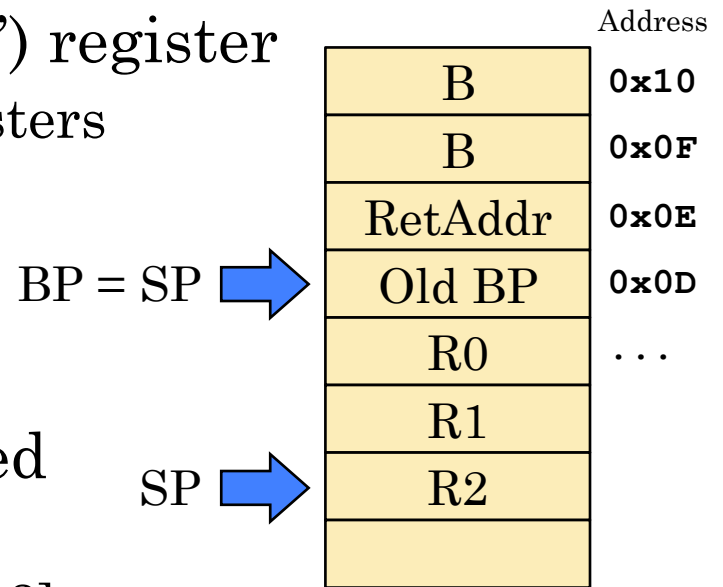 Address
’) register
sters
B 0x10
B 0x0F
RetAddr 0x0E
BP = SP Old BP 0x0D
R0 ...
R1
ed
SP R2